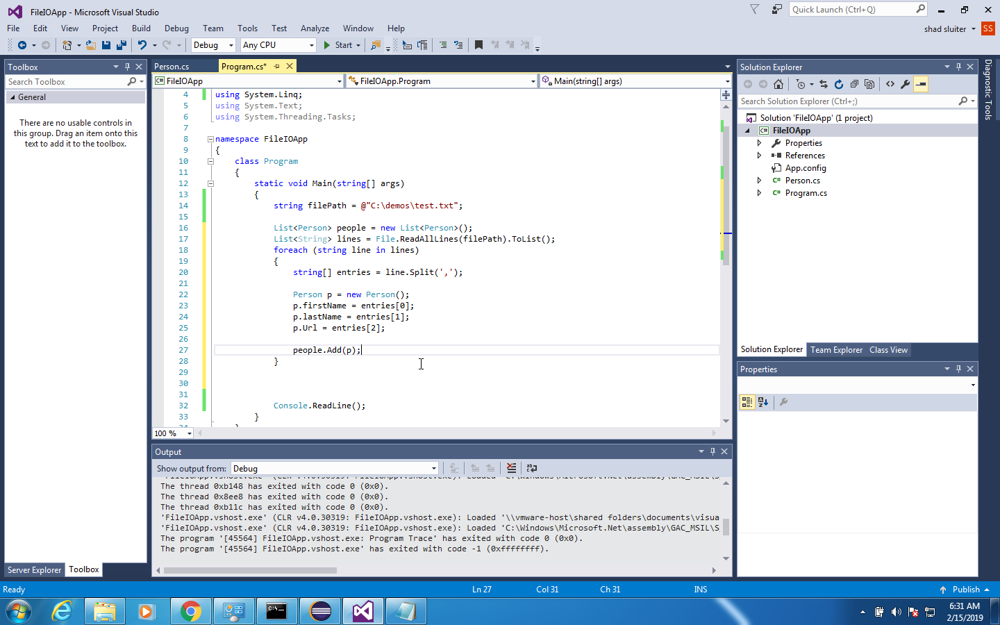 FileIOApp - Microsoft Visual Studio
Quick Launch (Ctrl+Q)
File Edit View Project Build Debug Team Tools Test Analyze Window Help
shad sluiter
SS
Debug
Any CPU
Start
Toolbox
Search Toolbox
General
There are no usable controls in
this group. Drag an item onto this
text to add it to the toolbox.
Server Explorer Toolbox
Person.cs Program.cs*
FileIOApp FileIOApp.Program Main(string[] args)
4 using System.Linq;
5 using System.Text;
6 using System.Threading.Tasks;
7
8 namespace FileIOApp
9 {
10 class Program
11 {
12 static void Main(string[] args)
13 {
14 string filePath = @"C:\demos\test.txt";
15
16 List<Person> people = new List<Person>();
17 List<String> lines = File.ReadAllLines(filePath).ToList();
18 foreach (string line in lines)
19 {
20 string[] entries = line.Split(',');
21
22 Person p = new Person();
23 p.firstName = entries[0];
24 p.lastName = entries[1];
25 p.Url = entries[2];
26
27 people.Add(p);
28 }
29
30
31
32 Console.ReadLine();
33 }
100 %
Output
Show output from: Debug
The thread 0xb148 has exited with code 0 (0x0).
The thread 0x8ee8 has exited with code 0 (0x0).
The thread 0xb11c has exited with code 0 (0x0).
'FileIOApp.vshost.exe' (CLR v4.0.30319: FileIOApp.vshost.exe): Loaded '\\vmware-host\shared folders\documents\visua
'FileIOApp.vshost.exe' (CLR v4.0.30319: FileIOApp.vshost.exe): Loaded 'C:\Windows\Microsoft.Net\assembly\GAC_MSIL\S
The program '[45564] FileIOApp.vshost.exe: Program Trace' has exited with code 0 (0x0).
The program '[45564] FileIOApp.vshost.exe' has exited with code -1 (0xffffffff).
Solution Explorer
Search Solution Explorer (Ctrl+;)
Solution 'FileIOApp' (1 project)
FileIOApp
Properties
References
App.config
Person.cs
Program.cs
Solution Explorer Team Explorer Class View
Properties
Diagnostic Tools
Ready
Ln 27 Col 31 Ch 31 INS
Publish
6:31 AM
2/15/2019